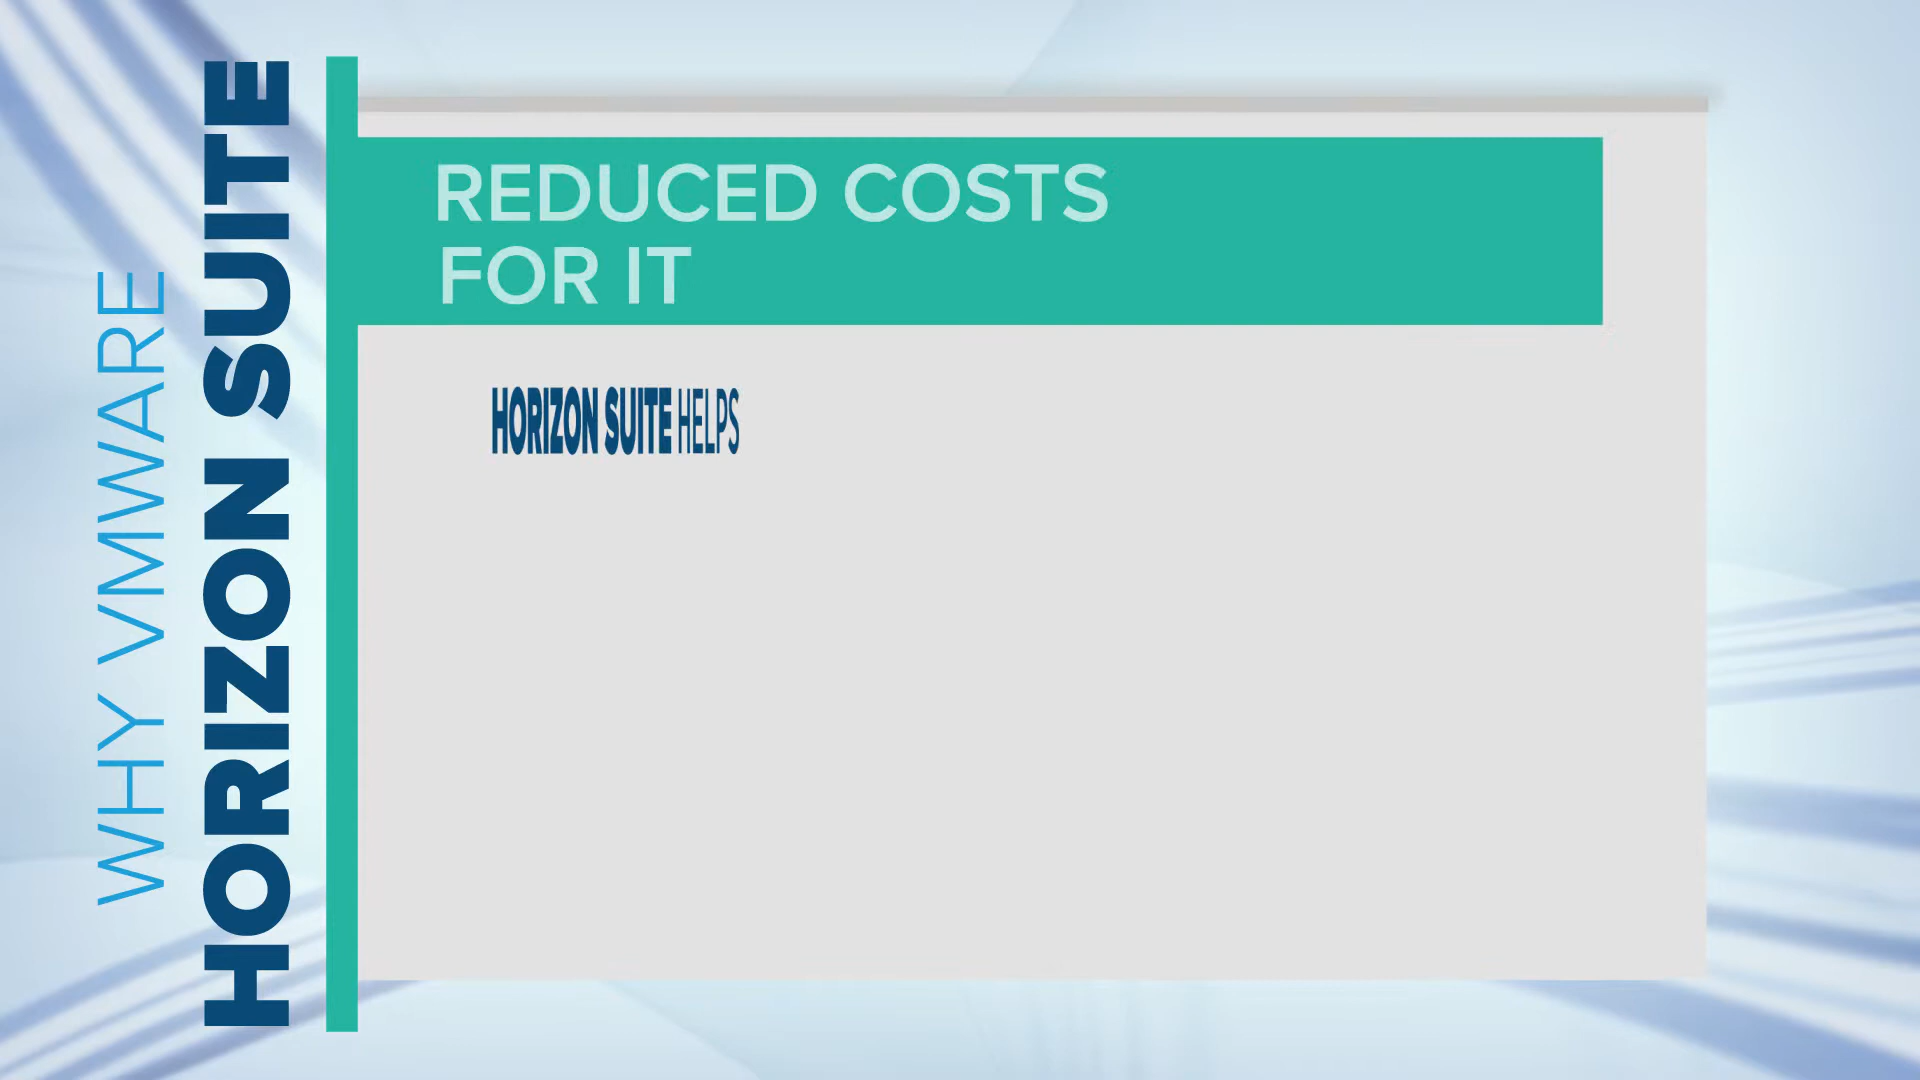 WHY VMWARE
HORIZON SUITE
REDUCED COSTS
FOR IT
HORIZON SUITE HELPS